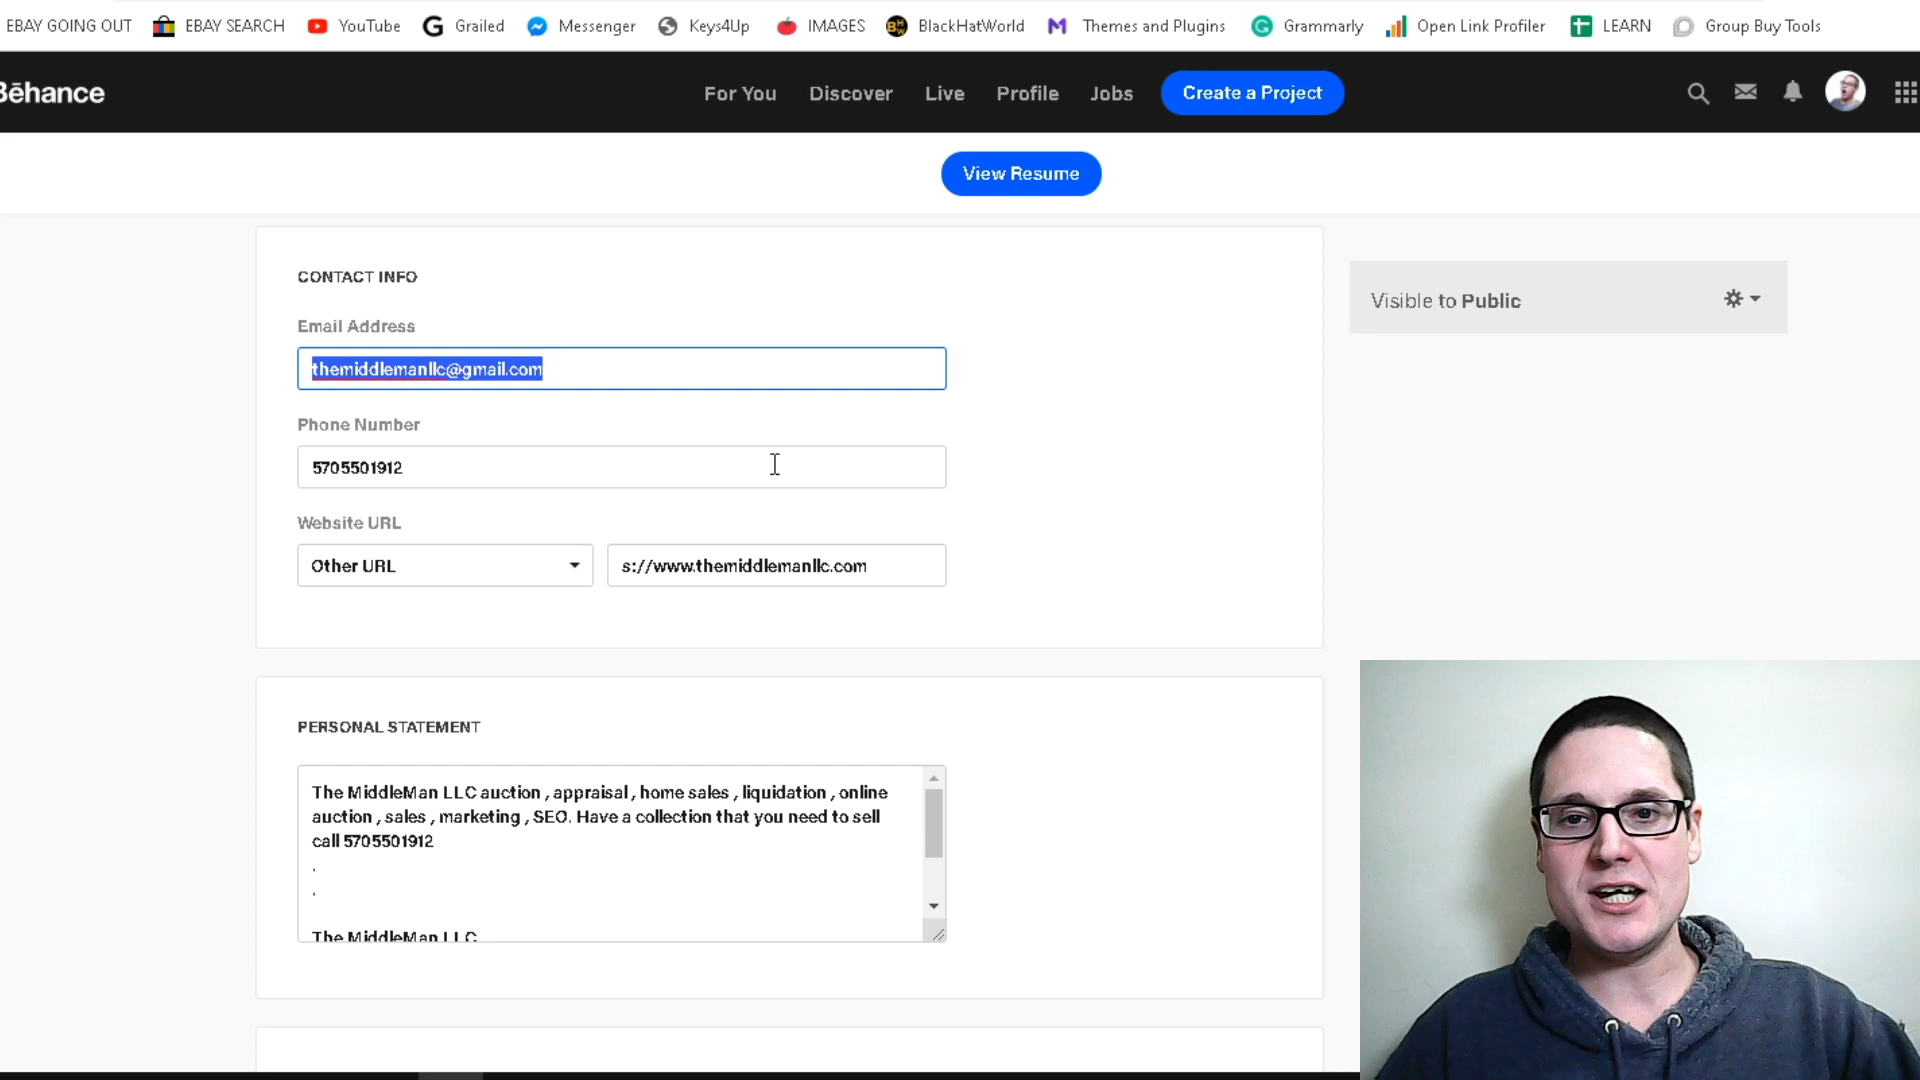 EBAY GOING OUT EBAY SEARCH YouTube Grailed Messenger Keys4Up IMAGES BlackHatWorld Themes and Plugins Grammarly Open Link Profiler LEARN Group Buy Tools
Bēhance For You Discover Live Profile Jobs Create a Project
View Resume
CONTACT INFO
Visible to Public
Email Address
themiddlemanllc@gmail.com
Phone Number
5705501912
Website URL
Other URL s://www.themiddlemanllc.com
PERSONAL STATEMENT
The MiddleMan LLC auction , appraisal , home sales , liquidation , online
auction , sales , marketing , SEO. Have a collection that you need to sell
call 5705501912
.
.
The MiddleMan LLC